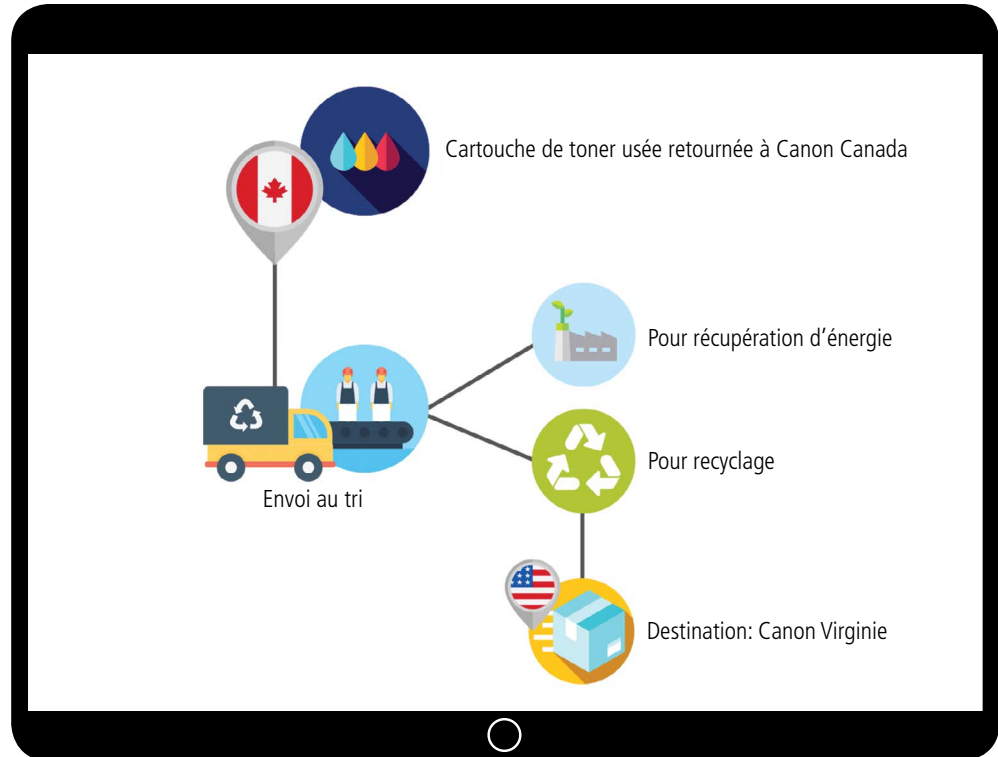 Cartouche de toner usée retournée à Canon Canada
Pour récupération d’énergie
Pour recyclage
Envoi au tri
Destination: Canon Virginie